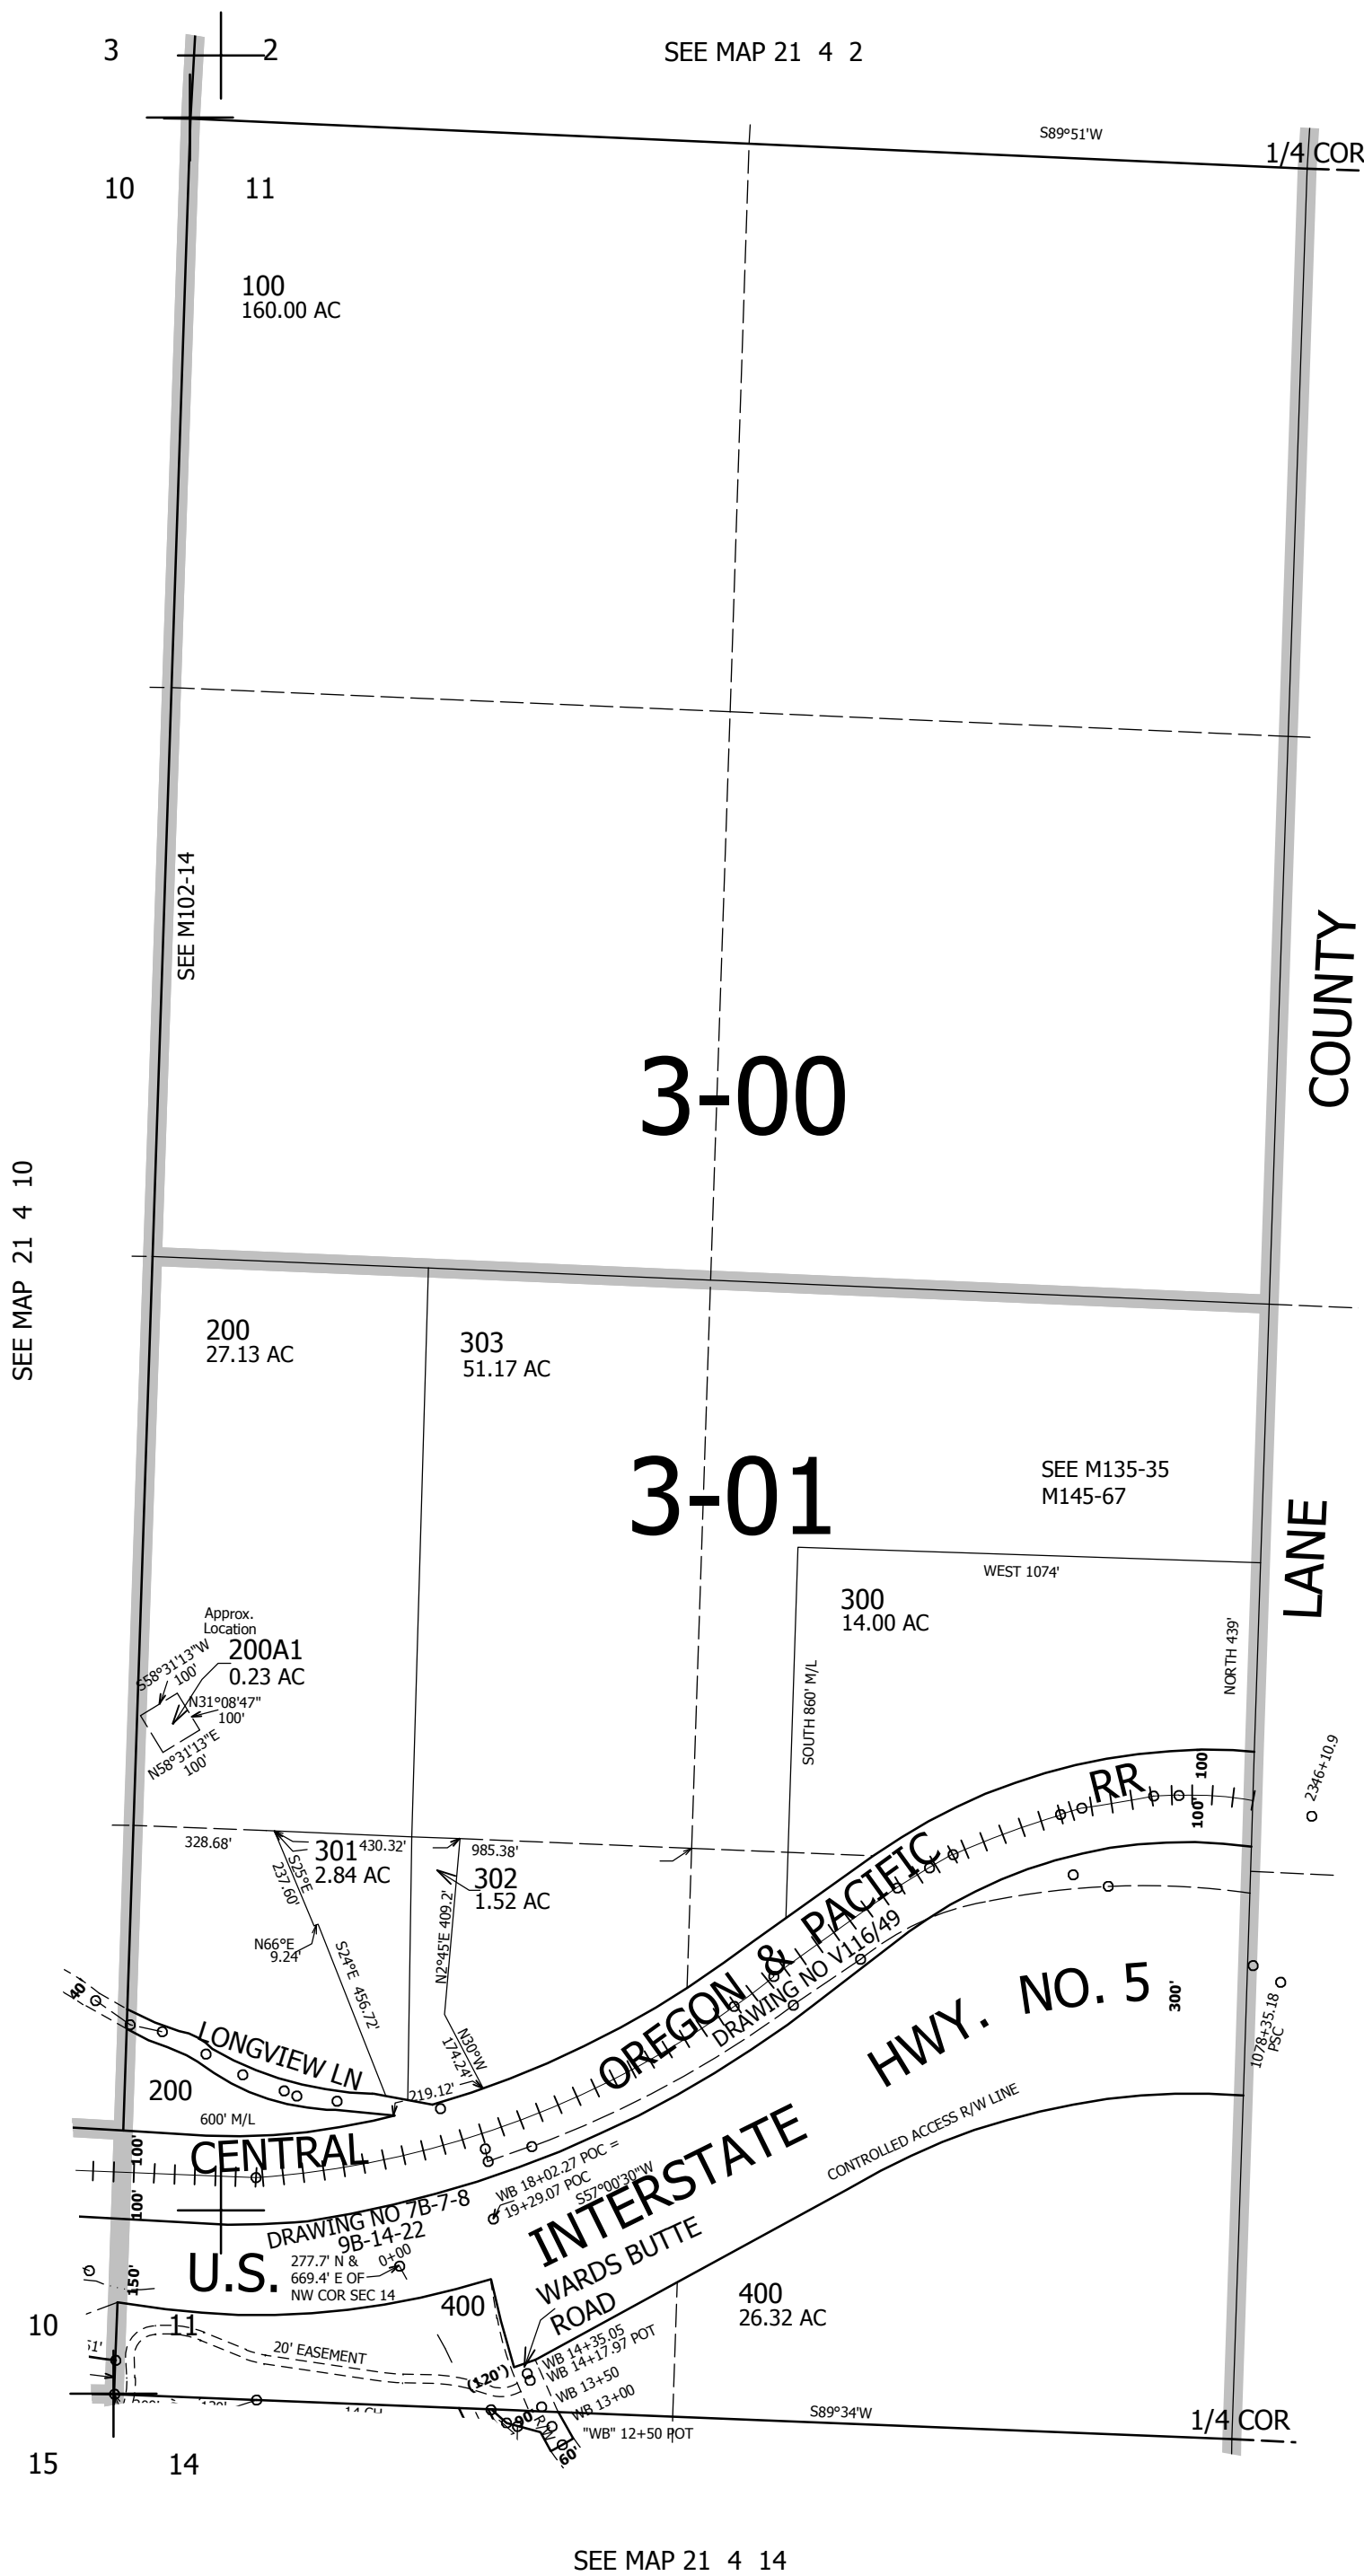 3
2
SEE MAP 21 4 2
S89°51'W
1/4 COR
10
11
100
160.00 AC
SEE M102-14
COUNTY
3-00
SEE MAP 21 4 10
200
27.13 AC
303
51.17 AC
3-01
SEE M135-35
M145-67
LANE
WEST 1074'
300
14.00 AC
NORTH 439'
SOUTH 860' M/L
Approx.
Location
200A1
0.23 AC
S58°31'13"W
100'
N31°08'47"
100'
N58°31'13"E
100'
2346+10.9
RR
100
100'
328.68'
301
2.84 AC
430.32'
985.38'
302
1.52 AC
S25°E
237.60'
N66°E
9.24'
S24°E 456.72'
N2°45'E 409.2'
N30°W
174.24'
219.12'
40'
LONGVIEW LN
200
600' M/L
OREGON & PACIFIC
DRAWING NO V116/49
HWY. NO. 5
300'
1078+35.18
PSC
100'
CENTRAL
100'
CONTROLLED ACCESS R/W LINE
WB 18+02.27 POC =
19+29.07 POC
S57°00'30"W
INTERSTATE
DRAWING NO 7B-7-8
9B-14-22
U.S.
150'
277.7' N &
669.4' E OF
NW COR SEC 14
0+00
WARDS BUTTE
ROAD
400
400
26.32 AC
10
11
20' EASEMENT
(120')
WB 14+35.05
WB 14+17.97 POT
WB 13+50
WB 13+00
"WB" 12+50 POT
90'
R/W
60'
14 CH
S89°34'W
1/4 COR
15
14
SEE MAP 21 4 14